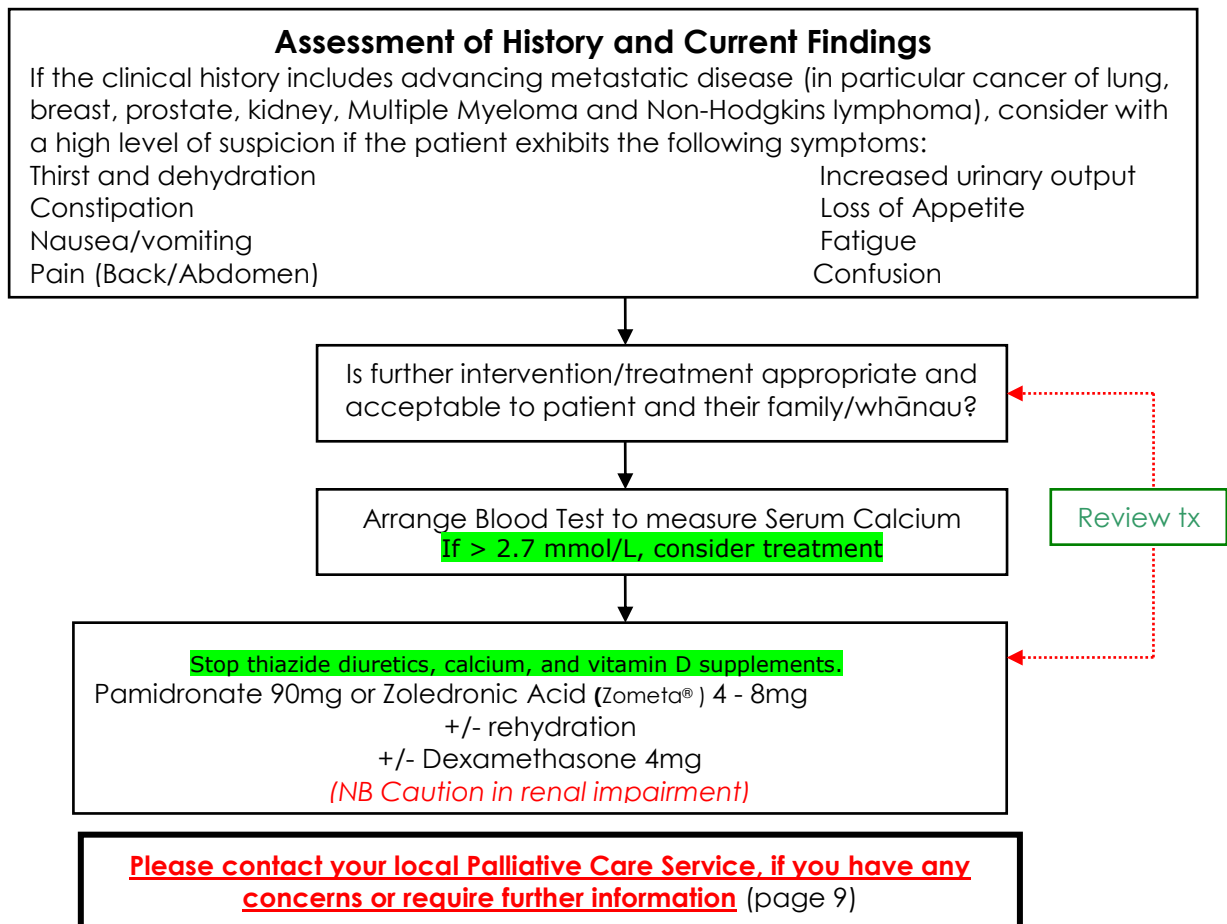 Assessment of History and Current Findings
If the clinical history includes advancing metastatic disease (in particular cancer of lung,
breast, prostate, kidney, Multiple Myeloma and Non-Hodgkins lymphoma), consider with
a high level of suspicion if the patient exhibits the following symptoms:
Thirst and dehydration Increased urinary output
Constipation Loss of Appetite
Nausea/vomiting Fatigue
Pain (Back/Abdomen) Confusion
Is further intervention/treatment appropriate and
acceptable to patient and their family/whānau?
Arrange Blood Test to measure Serum Calcium
If > 2.7 mmol/L, consider treatment
Review tx
Stop thiazide diuretics, calcium, and vitamin D supplements.
Pamidronate 90mg or Zoledronic Acid (Zometa® ) 4 - 8mg
+/- rehydration
+/- Dexamethasone 4mg
(NB Caution in renal impairment)
Please contact your local Palliative Care Service, if you have any
concerns or require further information (page 9)